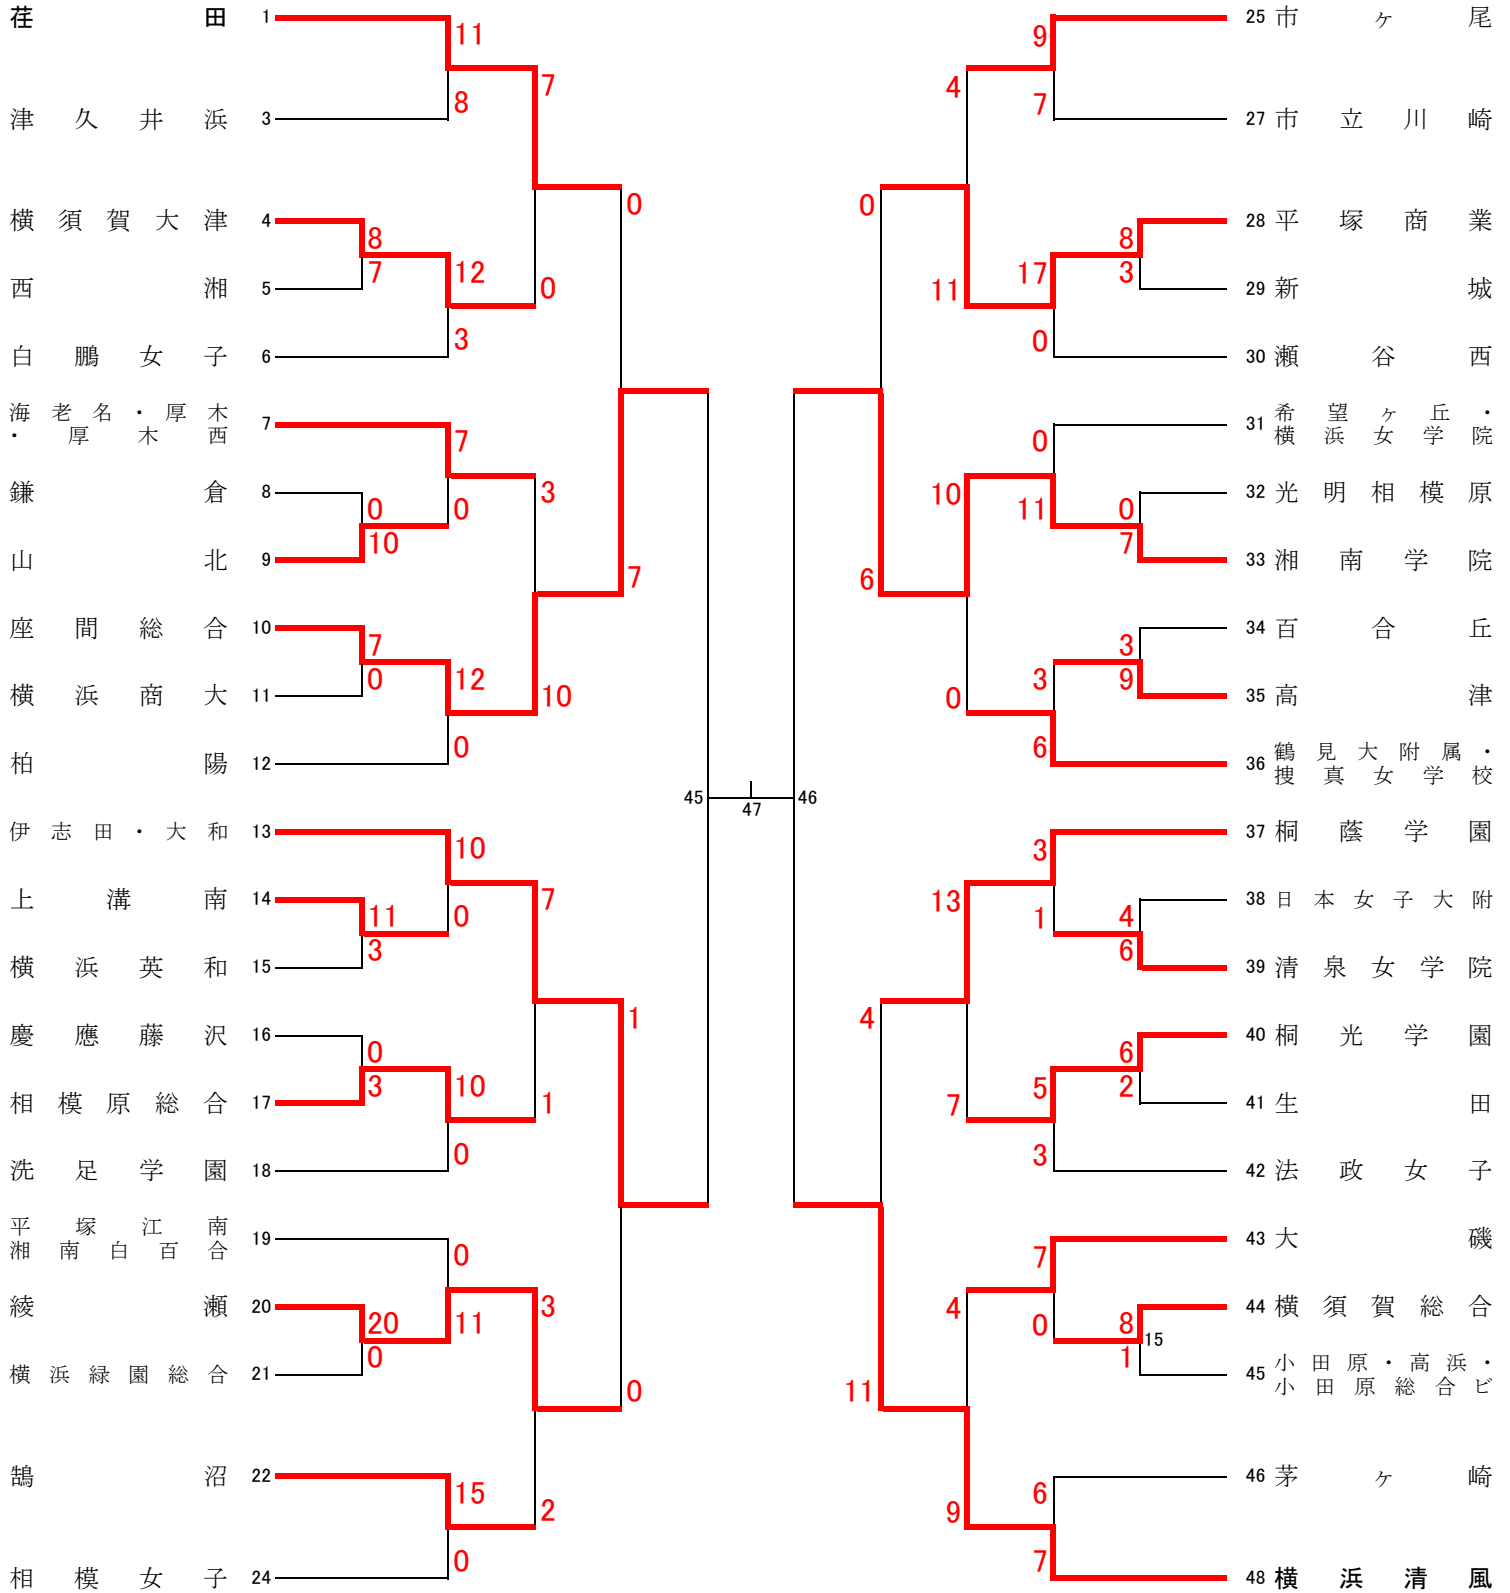 荏田 1
11
8
津久井浜 3
7
横須賀大津 4
8
7
西湘 5
12
3
白鵬女子 6
0
0
海老名・厚木
・厚木西 7
7
0
鎌倉 8
0
10
山北 9
3
座間総合 10
7
0
横浜商大 11
12
0
柏陽 12
10
7
伊志田・大和 13
10
0
上溝南 14
11
3
横浜英和 15
7
慶應藤沢 16
0
3
相模原総合 17
10
0
洗足学園 18
1
1
平塚江南
湘南白百合 19
0
11
綾瀬 20
20
0
横浜緑園総合 21
3
鵠沼 22
15
0
相模女子 24
2
0
45
47
46
25 市ヶ尾
9
7
27 市立川崎
4
28 平塚商業
8
3
29 新城
17
0
30 瀬谷西
11
0
31 希望ヶ丘・
横浜女学院
0
11
32 光明相模原
0
7
33 湘南学院
10
34 百合丘
3
9
35 高津
3
6
36 鶴見大附属・
捜真女学校
0
6
37 桐蔭学園
3
1
38 日本女子大附
4
6
39 清泉女学院
13
40 桐光学園
6
2
41 生田
5
3
42 法政女子
7
4
43 大磯
7
0
44 横須賀総合
8
15
1
45 小田原・高浜・
小田原総合ビ
4
46 茅ヶ崎
6
7
48 横浜清風
9
11